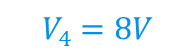 V₄ = 8V